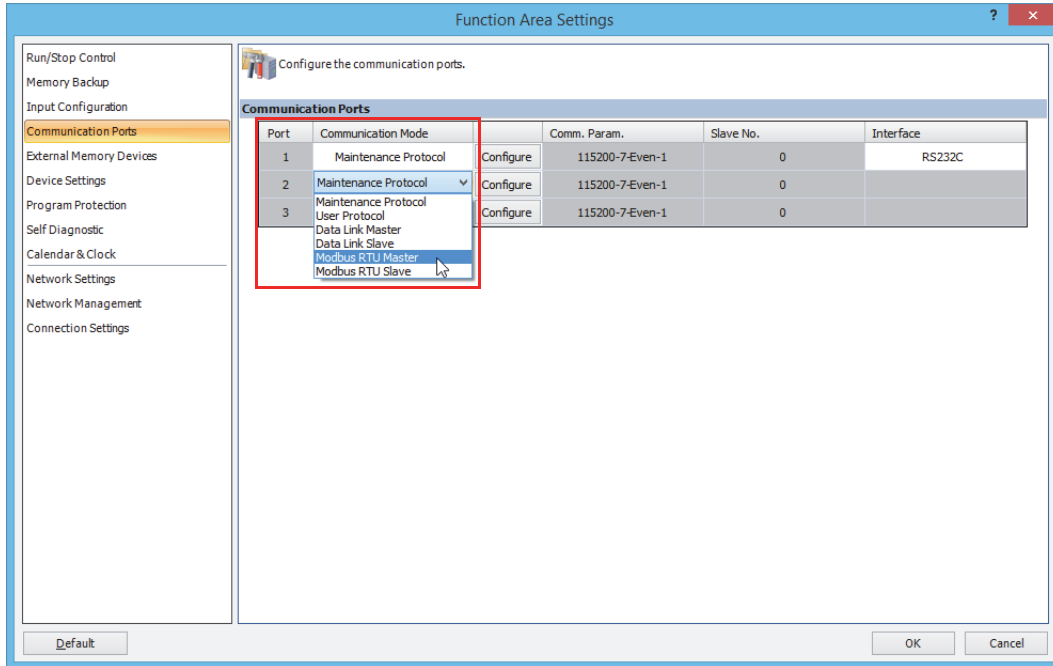 Function Area Settings
?
Run/Stop Control
Memory Backup
Input Configuration
Communication Ports
External Memory Devices
Device Settings
Program Protection
Self Diagnostic
Calendar & Clock
Network Settings
Network Management
Connection Settings
Configure the communication ports.
Communication Ports
Port Communication Mode Comm. Param. Slave No. Interface
1 Maintenance Protocol Configure 115200-7-Even-1 0 RS232C
2 Maintenance Protocol Configure 115200-7-Even-1 0
3 Configure 115200-7-Even-1 0
Maintenance Protocol
User Protocol
Data Link Master
Data Link Slave
Modbus RTU Master
Modbus RTU Slave
Default OK Cancel